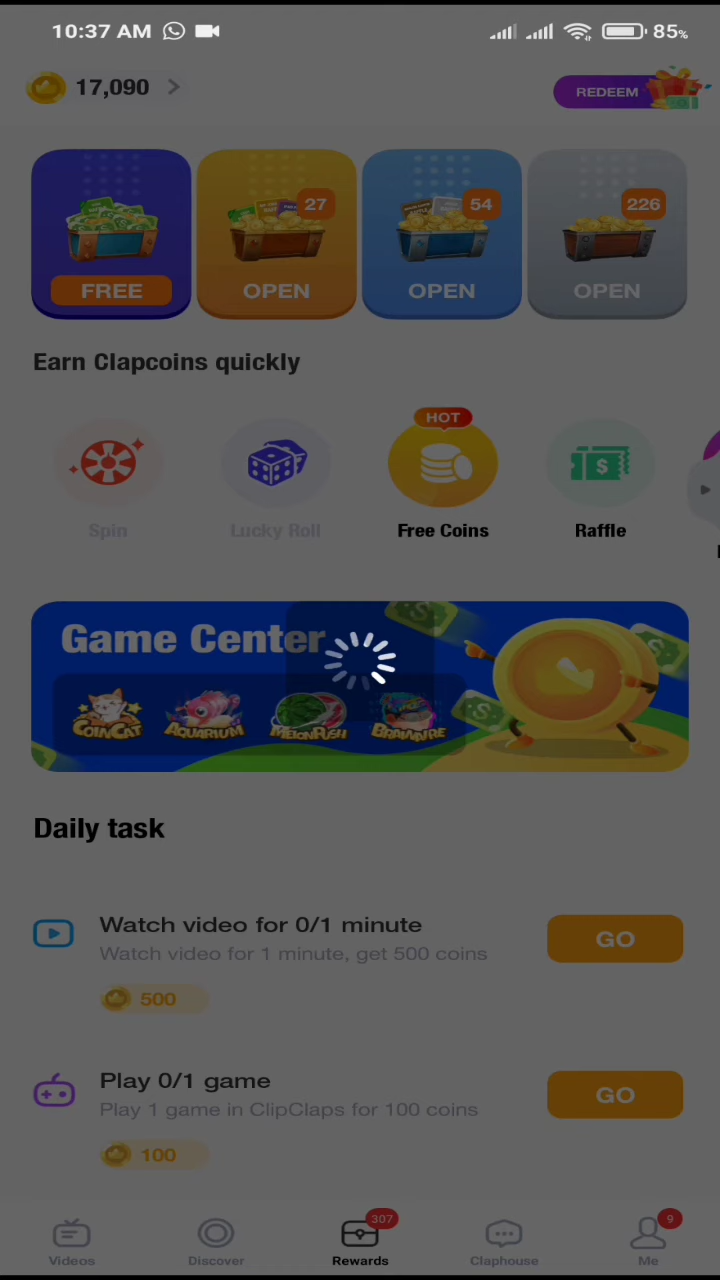 10:37 AM 85%
17,090
REDEEM
27
54
226
FREE
OPEN
OPEN
OPEN
Earn Clapcoins quickly
HOT
Spin
Lucky Roll
Free Coins
Raffle
Game Center
COINCAT
AQUARIUM
MELONRUSH
BRAINNIRE
Daily task
Watch video for 0/1 minute
Watch video for 1 minute, get 500 coins
GO
500
Play 0/1 game
Play 1 game in ClipClaps for 100 coins
GO
100
307
9
Videos
Discover
Rewards
Claphouse
Me